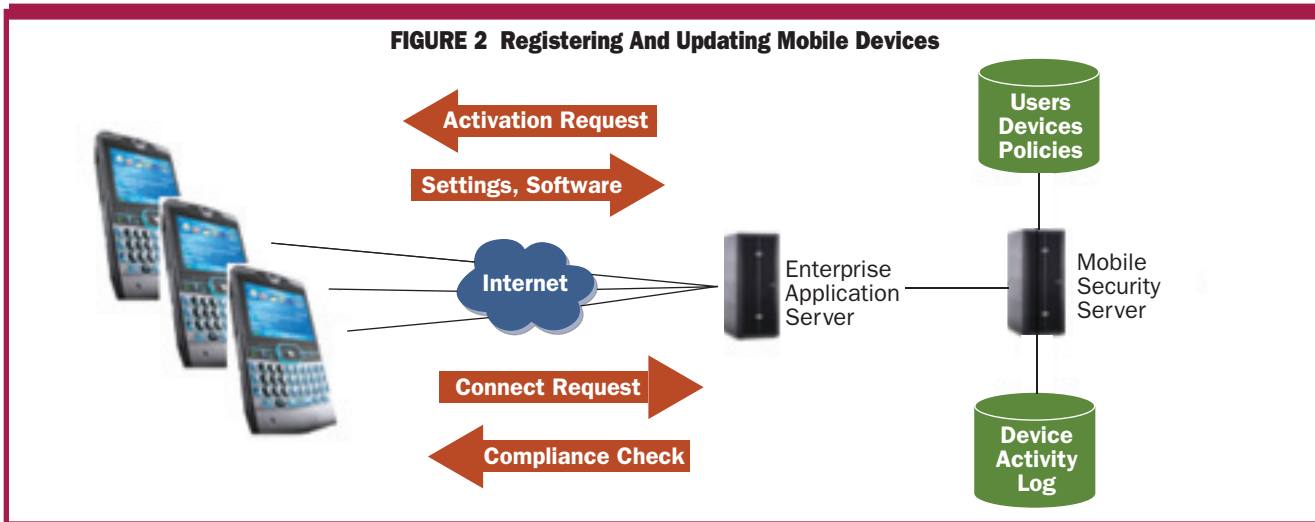 FIGURE 2 Registering And Updating Mobile Devices
Activation Request
Settings, Software
Internet
Connect Request
Compliance Check
Enterprise
Application
Server
Users
Devices
Policies
Mobile
Security
Server
Device
Activity
Log